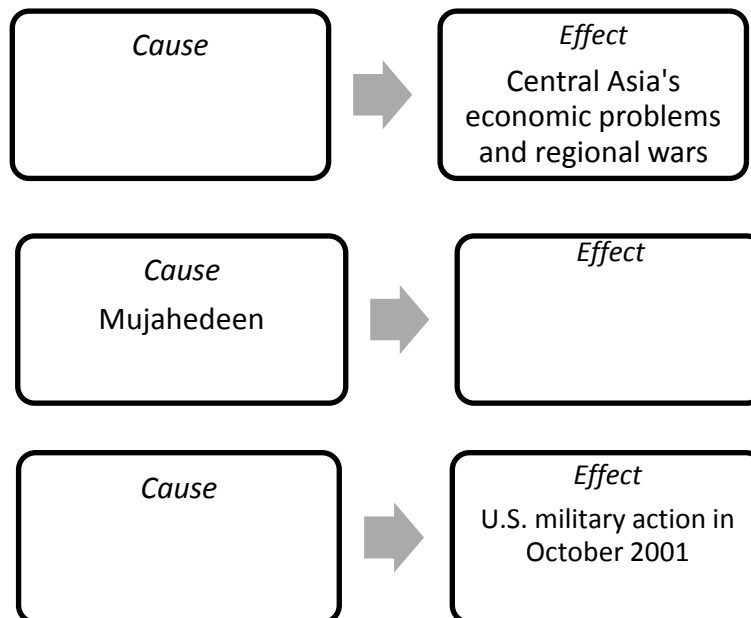 Cause
Effect
Central Asia's
economic problems
and regional wars
Cause
Mujahedeen
Effect
Cause
Effect
U.S. military action in
October 2001